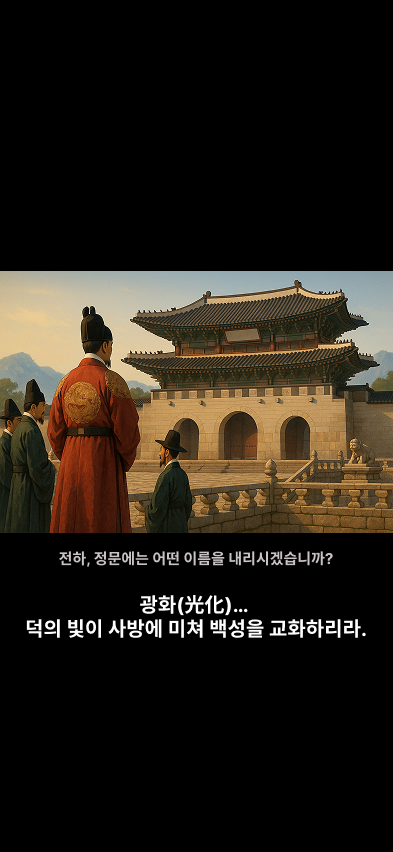 전하, 정문에는 어떤 이름을 내리시겠습니까?
광화(光化)...
덕의 빛이 사방에 미쳐 백성을 교화하리라.